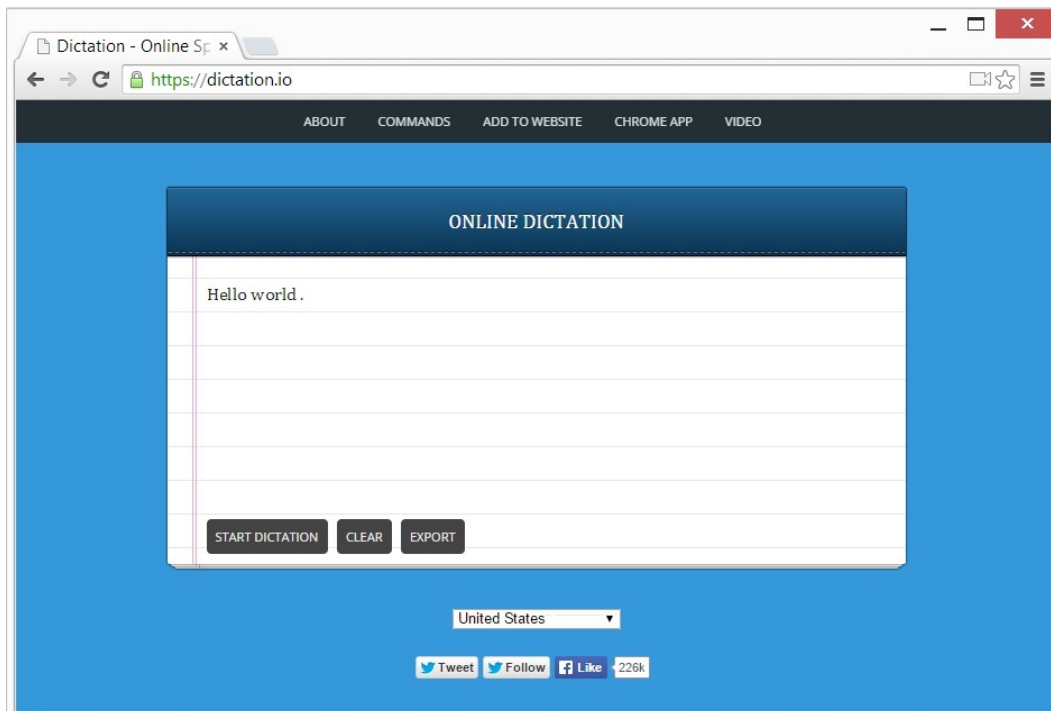 Dictation - Online Sp
https://dictation.io
ABOUT COMMANDS ADD TO WEBSITE CHROME APP VIDEO
ONLINE DICTATION
Hello world .
START DICTATION CLEAR EXPORT
United States
Tweet Follow Like 226k